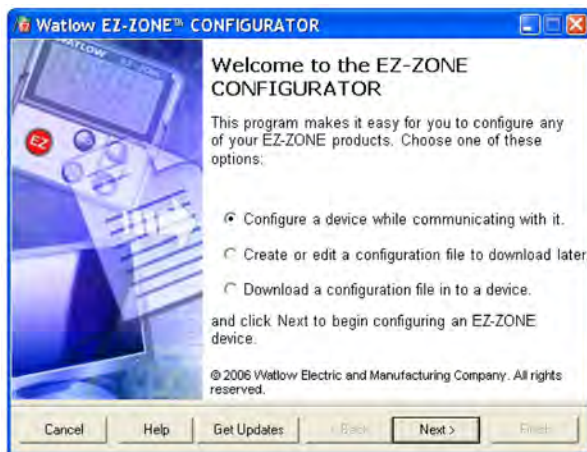 Watlow EZ-ZONE™ CONFIGURATOR
WATLOW
EZ-ZONE
EZ
Welcome to the EZ-ZONE
CONFIGURATOR
This program makes it easy for you to configure any
of your EZ-ZONE products. Choose one of these
options:
Configure a device while communicating with it.
Create or edit a configuration file to download later
Download a configuration file in to a device.
and click Next to begin configuring an EZ-ZONE
device.
© 2006 Watlow Electric and Manufacturing Company. All rights
reserved.
Cancel Help Get Updates < Back Next > Finish